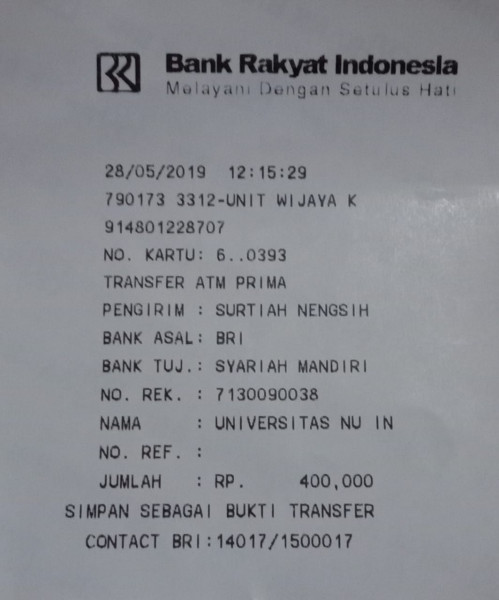 Bank Rakyat Indonesia
Melayani Dengan Setulus Hati
28/05/2019 12:15:29
790173 3312-UNIT WIJAYA K
914801228707
NO. KARTU: 6..0393
TRANSFER ATM PRIMA
PENGIRIM : SURTIAH NENGSIH
BANK ASAL: BRI
BANK TUJ.: SYARIAH MANDIRI
NO. REK. : 7130090038
NAMA : UNIVERSITAS NU IN
NO. REF. :
JUMLAH : RP. 400,000
SIMPAN SEBAGAI BUKTI TRANSFER
CONTACT BRI:14017/1500017